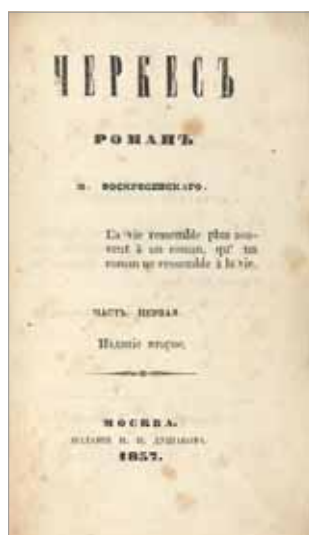 ЧЕРКЕСЪ
РОМАНЪ
М. ВОСКРЕСЕНСКАГО.
La vie ressemble plus sou-
vent à un roman, qu' un
roman ne ressemble à la vie.
ЧАСТЬ ПЕРВАЯ
Изданіе второе.
МОСКВА.
ИЗДАНІЕ
1857.